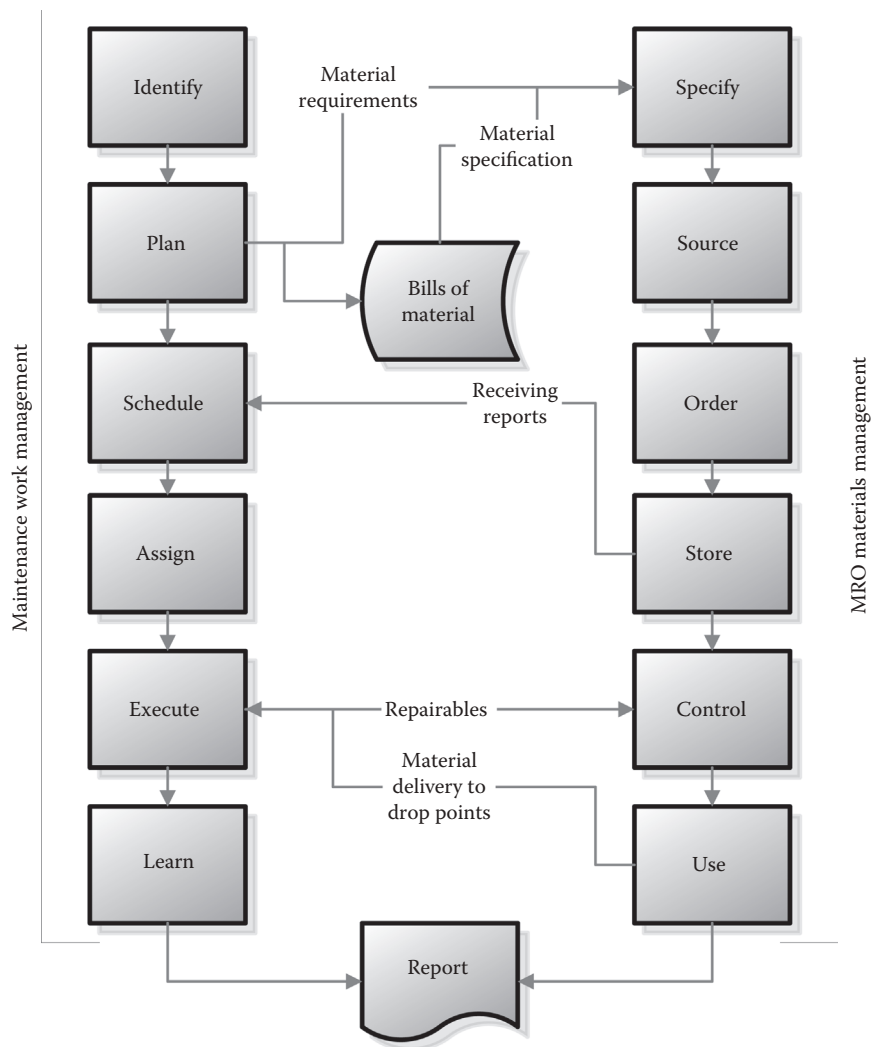 Identify
Material
requirements
Specify
Material
specification
Plan
Source
Bills of
material
Maintenance work management
MRO materials management
Schedule
Receiving
reports
Order
Assign
Store
Execute
Repairables
Control
Material
delivery to
drop points
Learn
Use
Report